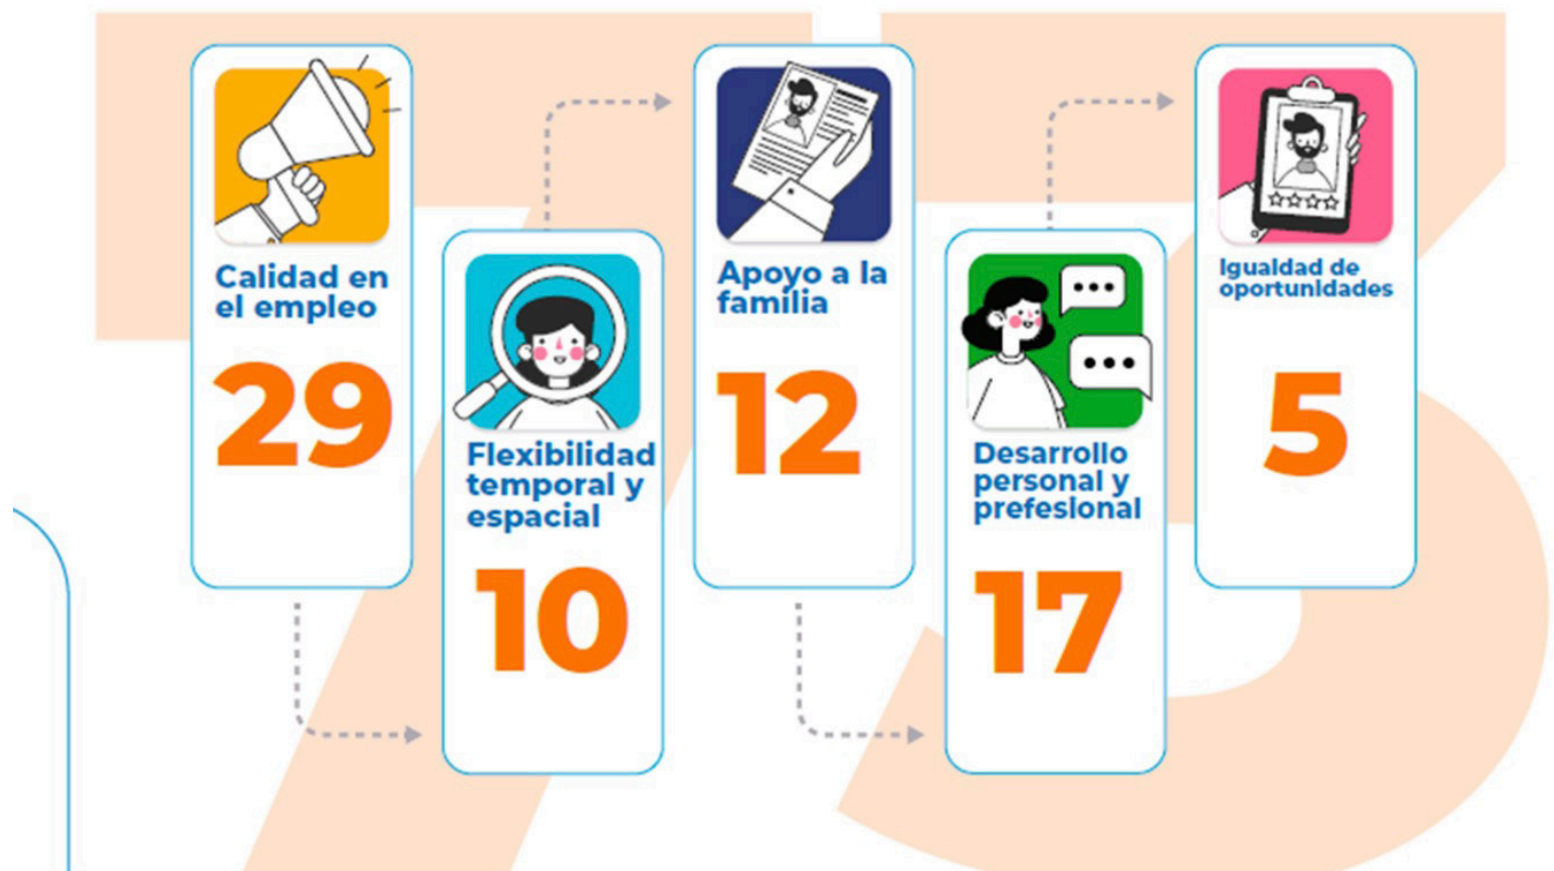 Calidad en
el empleo
29
Flexibilidad
temporal y
espacial
10
Apoyo a la
familia
12
Desarrollo
personal y
prefesional
17
Igualdad de
oportunidades
5
73